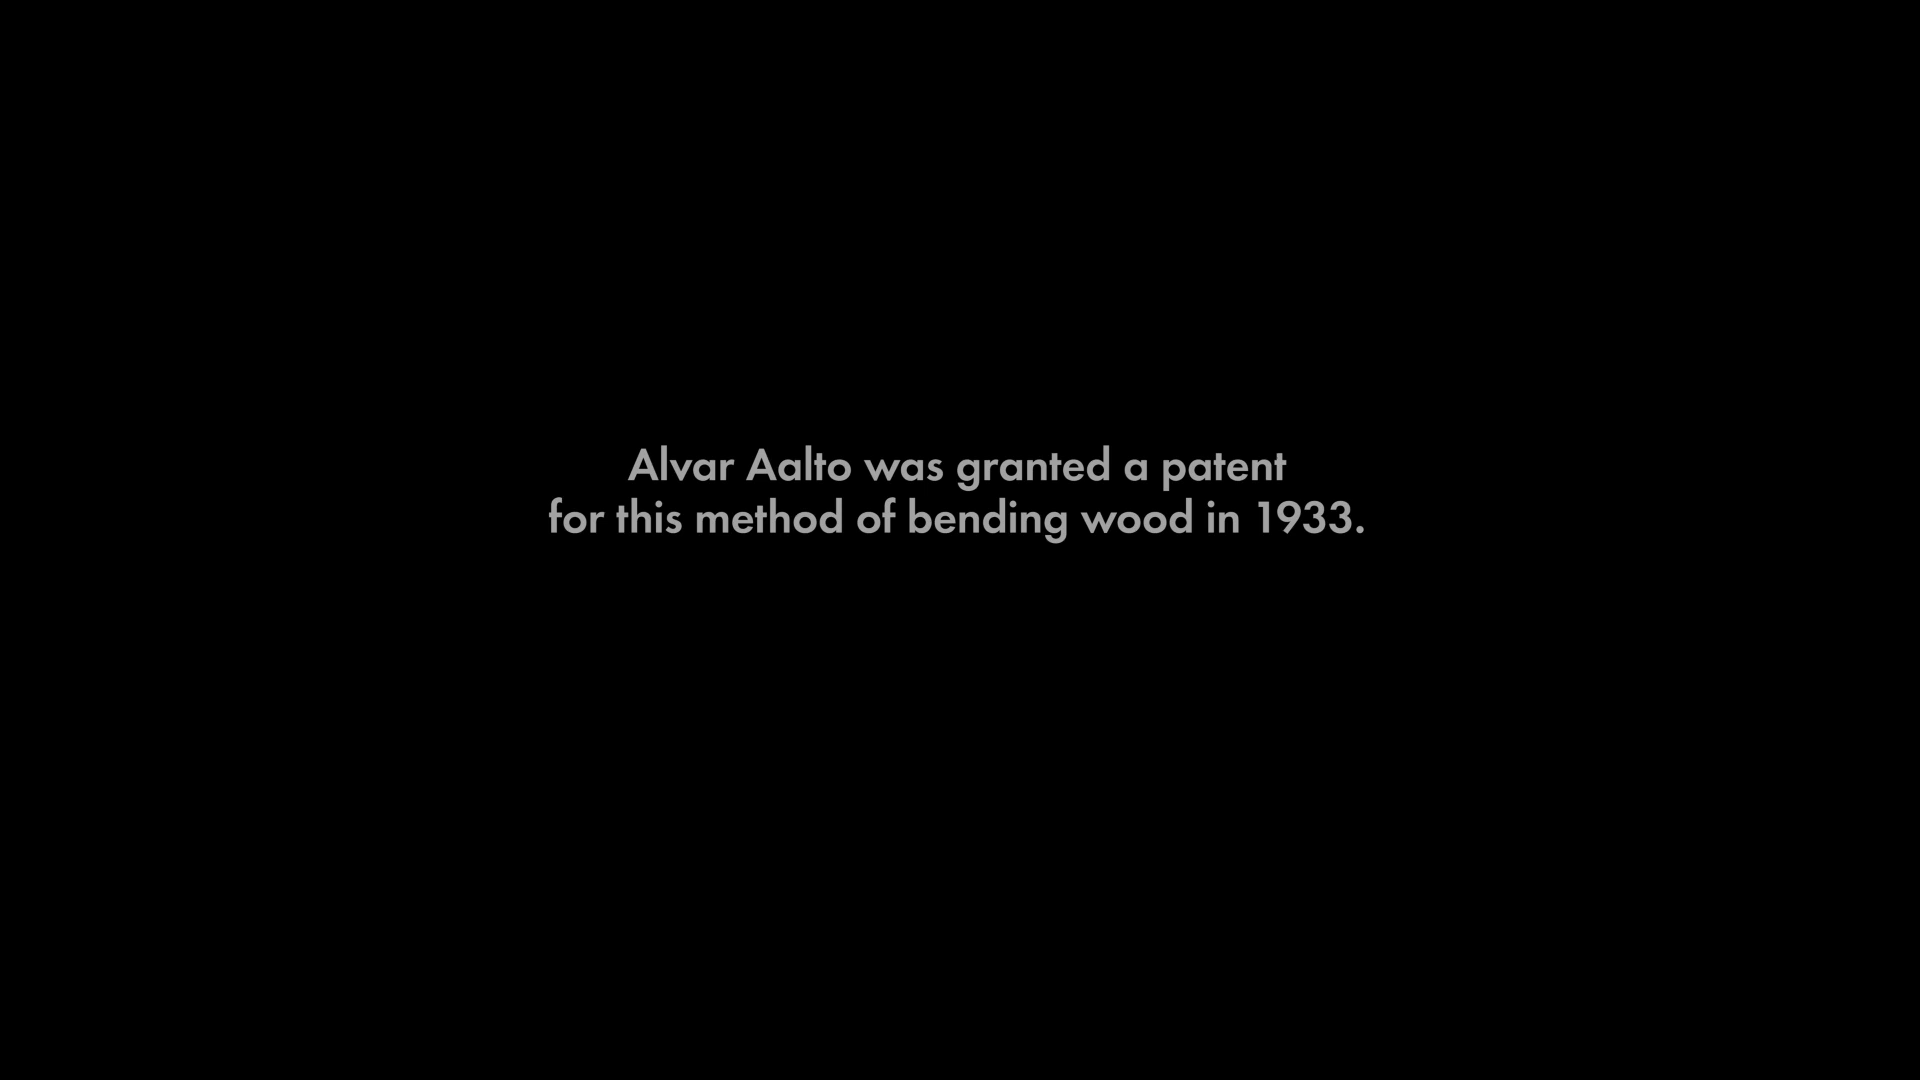 Alvar Aalto was granted a patent
for this method of bending wood in 1933.